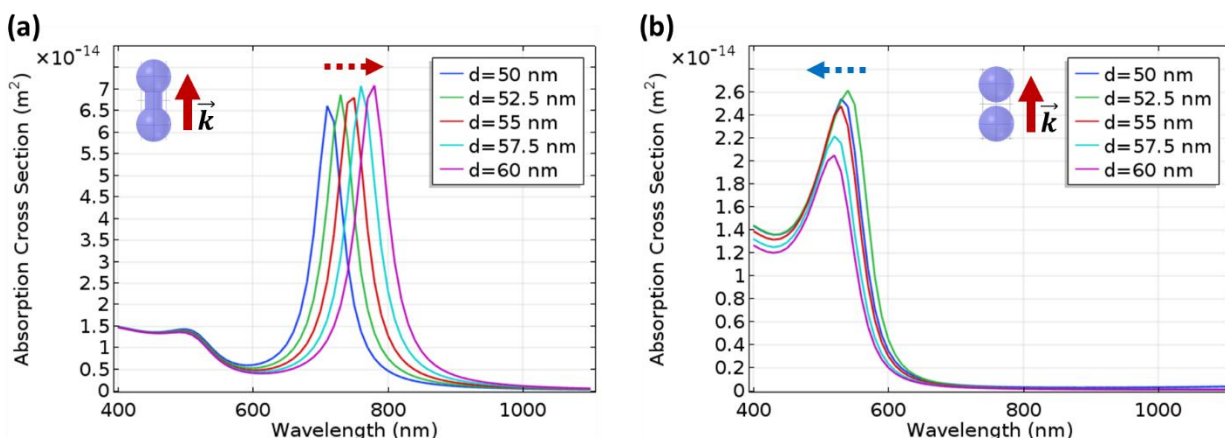 (a)
×10⁻¹⁴
Absorption Cross Section (m²)
7
6.5
6
5.5
5
4.5
4
3.5
3
2.5
2
1.5
1
0.5
0
400
600
800
1000
Wavelength (nm)
k
d=50 nm
d=52.5 nm
d=55 nm
d=57.5 nm
d=60 nm
(b)
×10⁻¹⁴
Absorption Cross Section (m²)
2.6
2.4
2.2
2
1.8
1.6
1.4
1.2
1
0.8
0.6
0.4
0.2
0
400
600
800
1000
Wavelength (nm)
k
d=50 nm
d=52.5 nm
d=55 nm
d=57.5 nm
d=60 nm